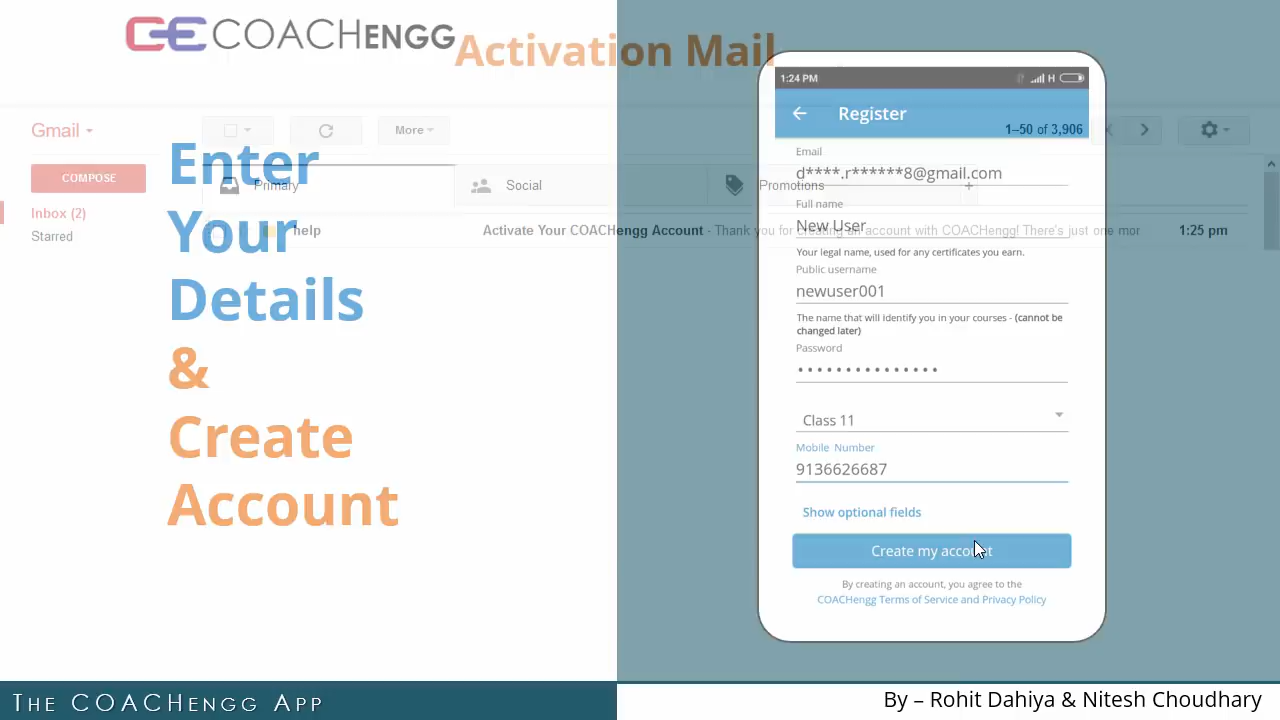 COACHENGG
Activation Mail
Enter
Your
Details
&
Create
Account
Gmail
More
1–50 of 3,906
COMPOSE
Primary
Social
Promotions
+
Inbox (2)
Starred
help
Activate Your COACHengg Account - Thank you for creating an account with COACHengg! There's just one mor
1:25 pm
1:24 PM
H
Register
Email
d****.r******8@gmail.com
Full name
New User
Your legal name, used for any certificates you earn.
Public username
newuser001
The name that will identify you in your courses - (cannot be
changed later)
Password
•••••••••••••••
Class 11
Mobile Number
9136626687
Show optional fields
Create my account
By creating an account, you agree to the
COACHengg Terms of Service and Privacy Policy
THE COACHENGG APP
By – Rohit Dahiya & Nitesh Choudhary